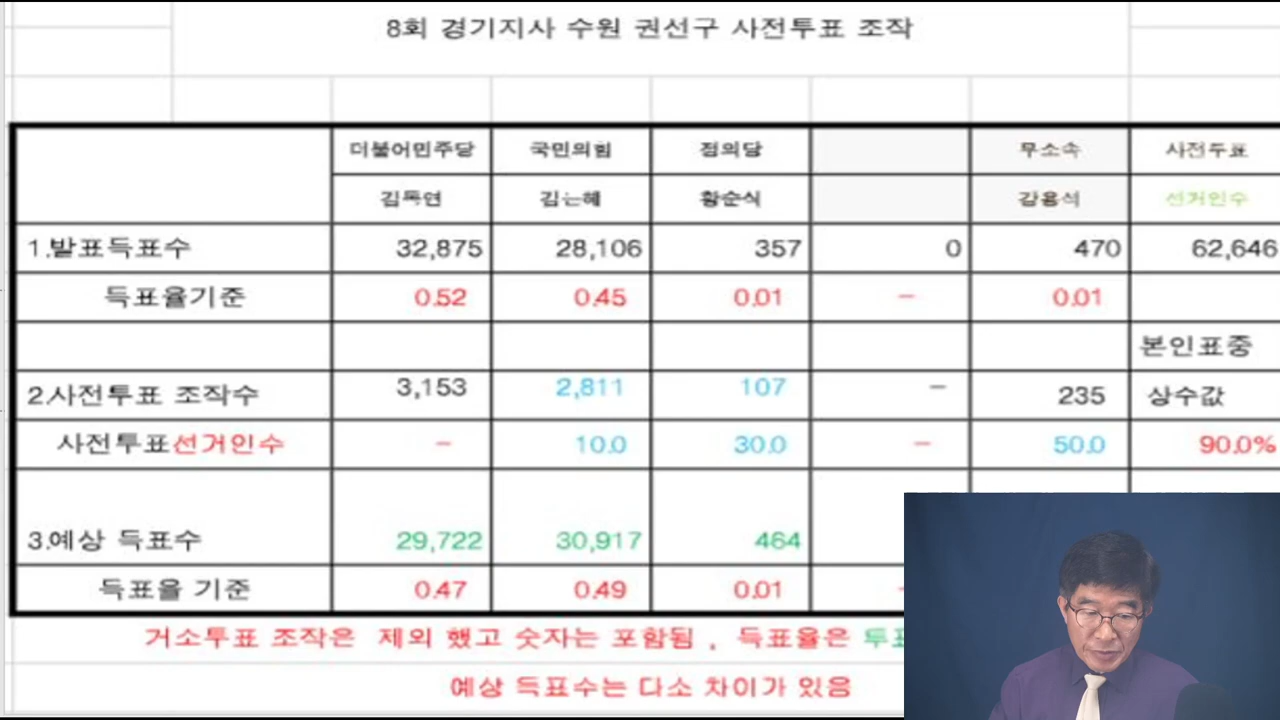 8회 경기지사 수원 권선구 사전투표 조작
더불어민주당 국민의힘 정의당 무소속 사전투표
김동연 김은혜 황순식 강용석 선거인수
1.발표득표수 32,875 28,106 357 0 470 62,646
득표율기준 0.52 0.45 0.01 – 0.01
본인표중
2.사전투표 조작수 3,153 2,811 107 – 235 상수값
사전투표선거인수 – 10.0 30.0 – 50.0 90.0%
3.예상 득표수 29,722 30,917 464
득표율 기준 0.47 0.49 0.01
거소투표 조작은 제외 했고 숫자는 포함됨 , 득표율은 투표
예상 득표수는 다소 차이가 있음